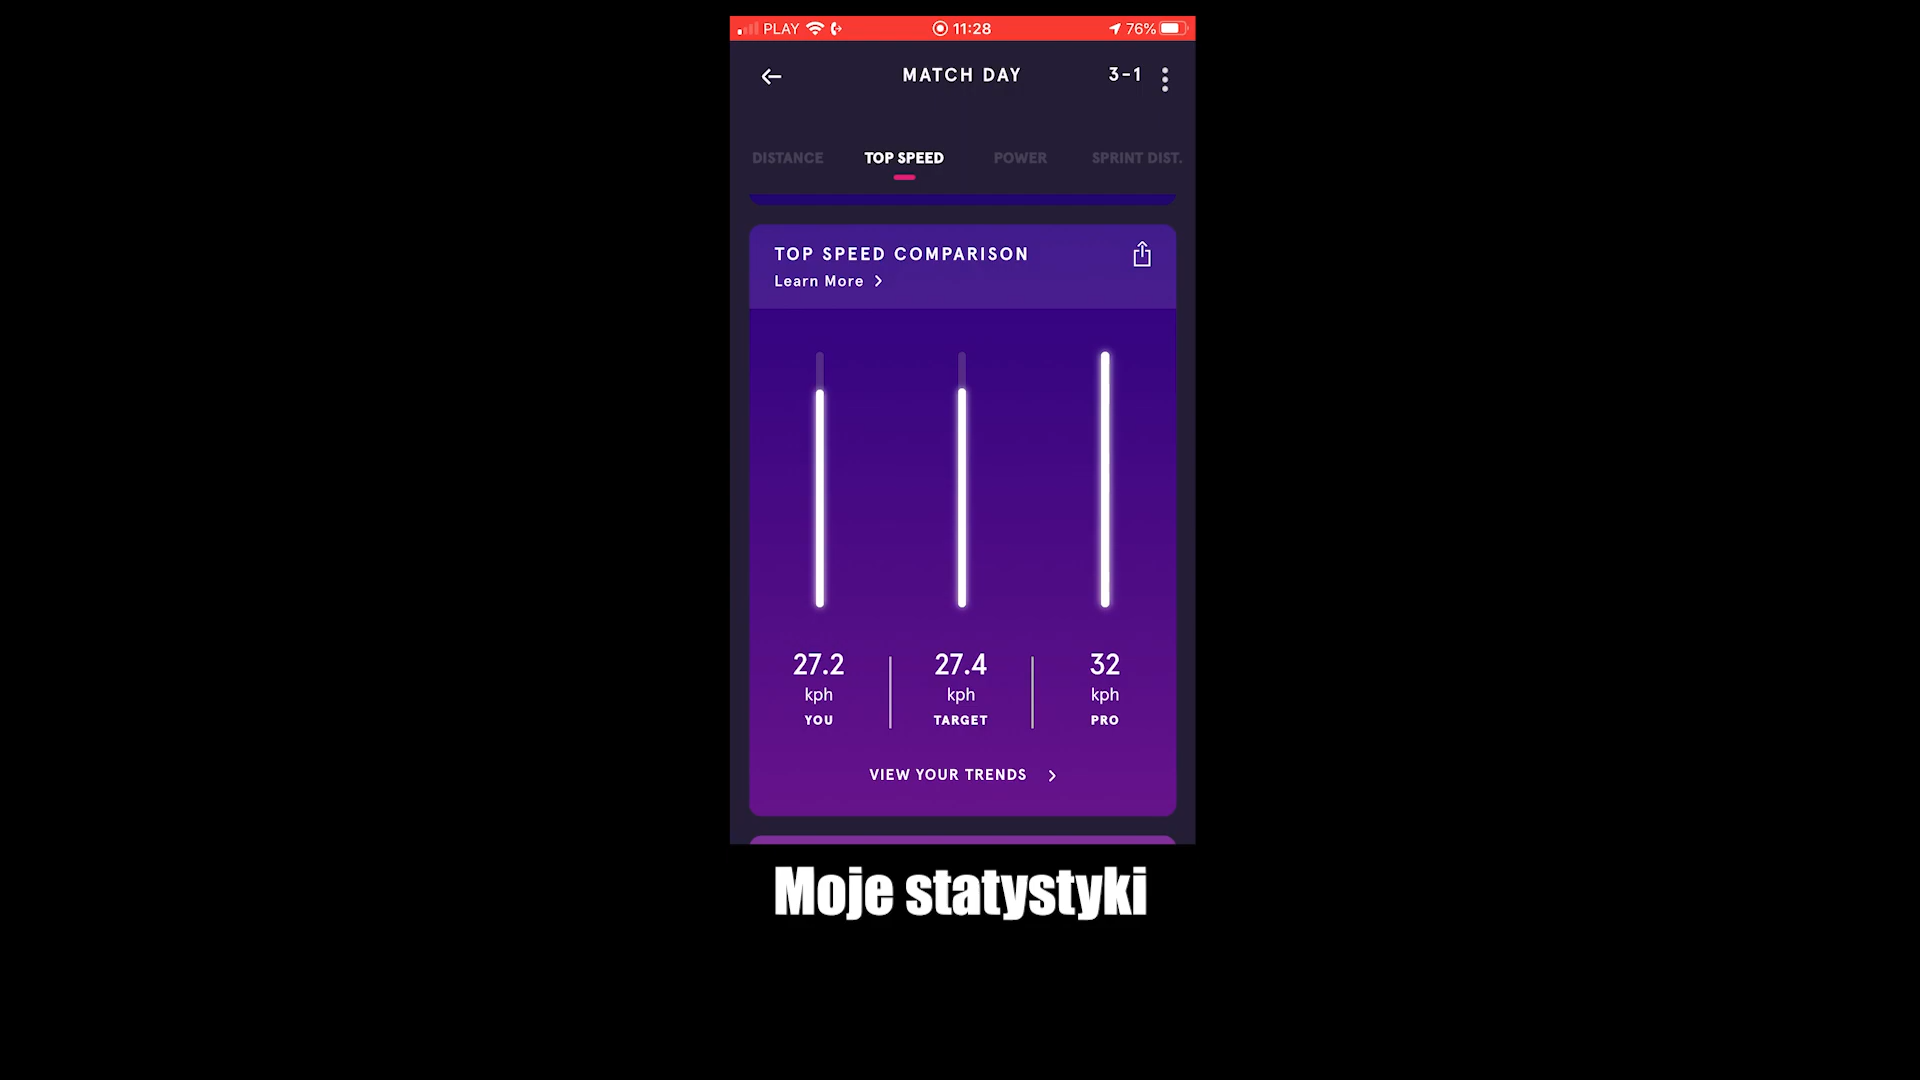 PLAY 11:28 76%
MATCH DAY 3-1
DISTANCE TOP SPEED POWER SPRINT DIST.
TOP SPEED COMPARISON
Learn More
27.2 27.4 32
kph kph kph
YOU TARGET PRO
VIEW YOUR TRENDS
Moje statystyki